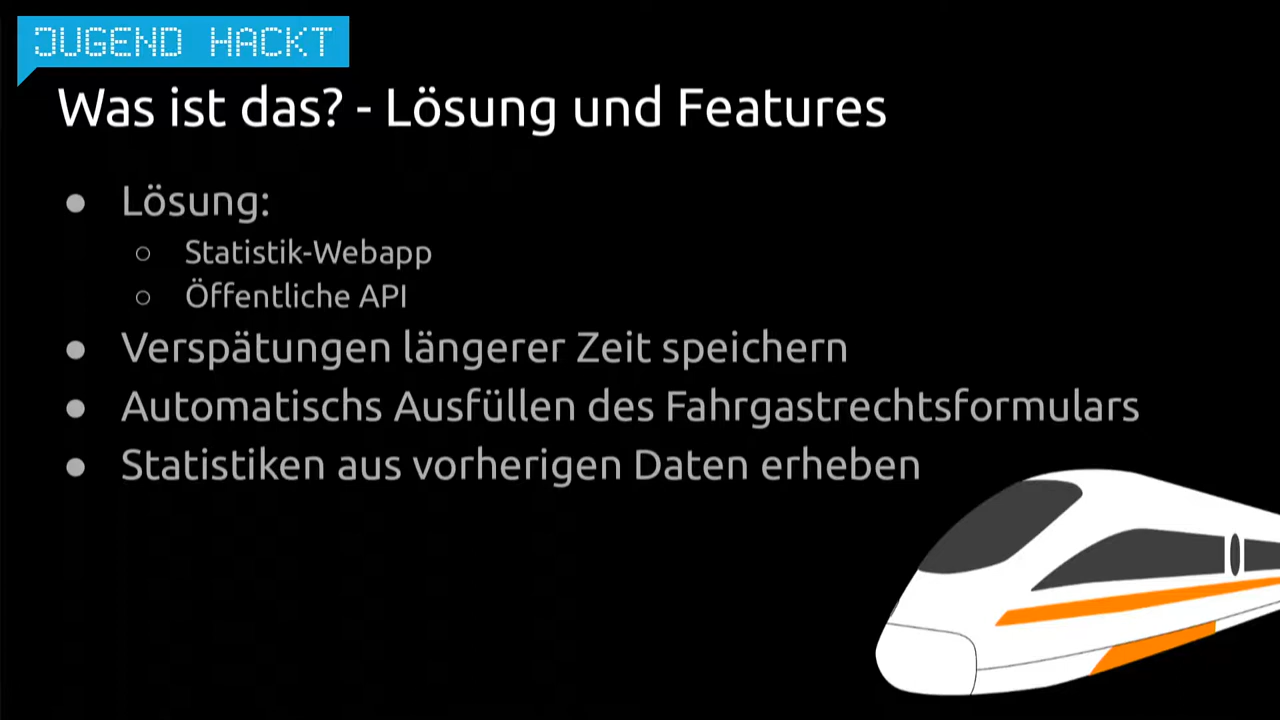 JUGEND HACKT
Was ist das? - Lösung und Features
● Lösung:
○ Statistik-Webapp
○ Öffentliche API
● Verspätungen längerer Zeit speichern
● Automatischs Ausfüllen des Fahrgastrechtsformulars
● Statistiken aus vorherigen Daten erheben